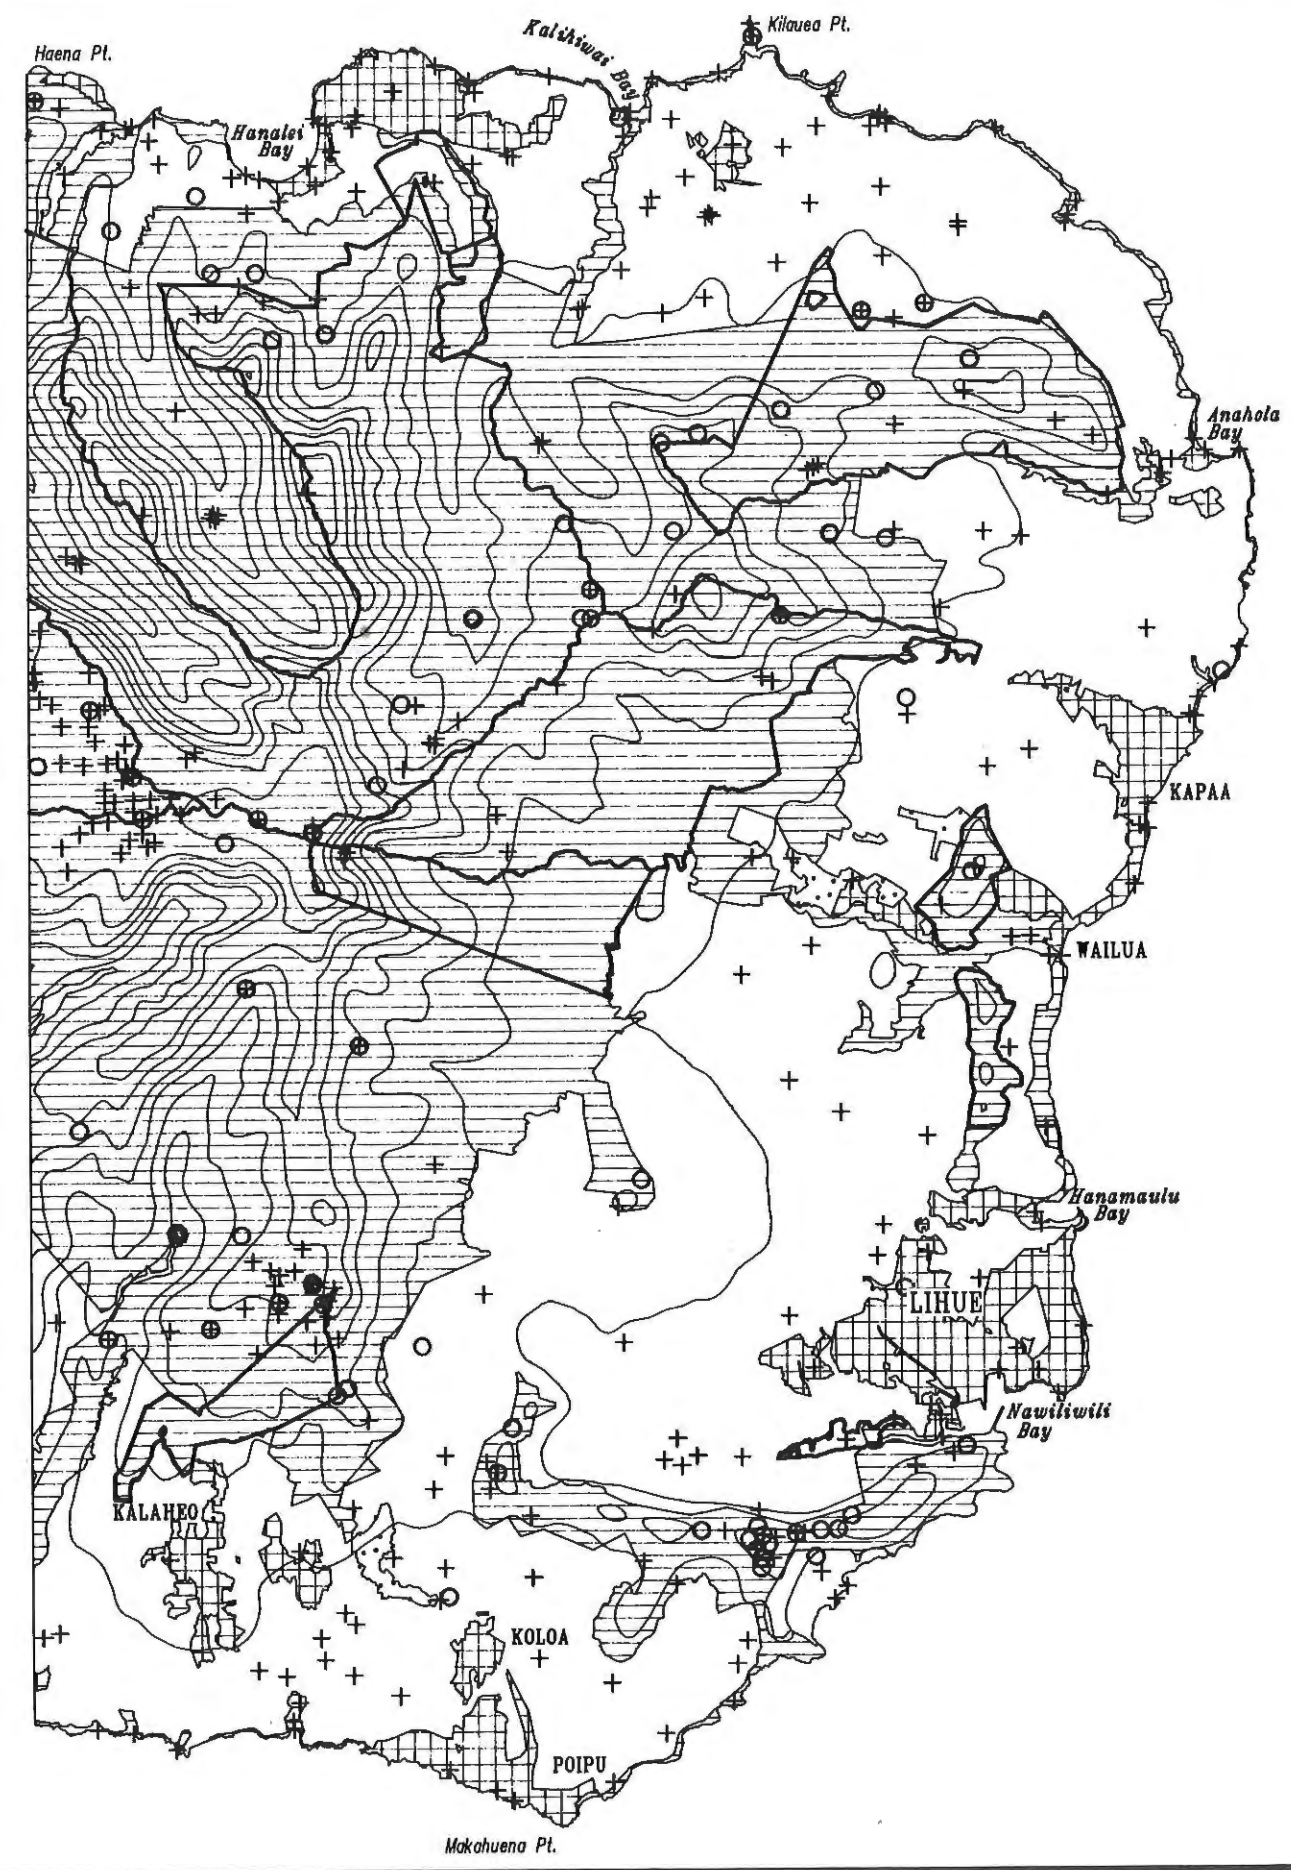 Kilauea Pt.
Kalihiwai Bay
Haena Pt.
Hanalei
Bay
Anahola
Bay
KAPAA
WAILUA
Hanamaulu
Bay
LIHUE
Nawiliwili
Bay
KALAHEO
KOLOA
POIPU
Makahuena Pt.